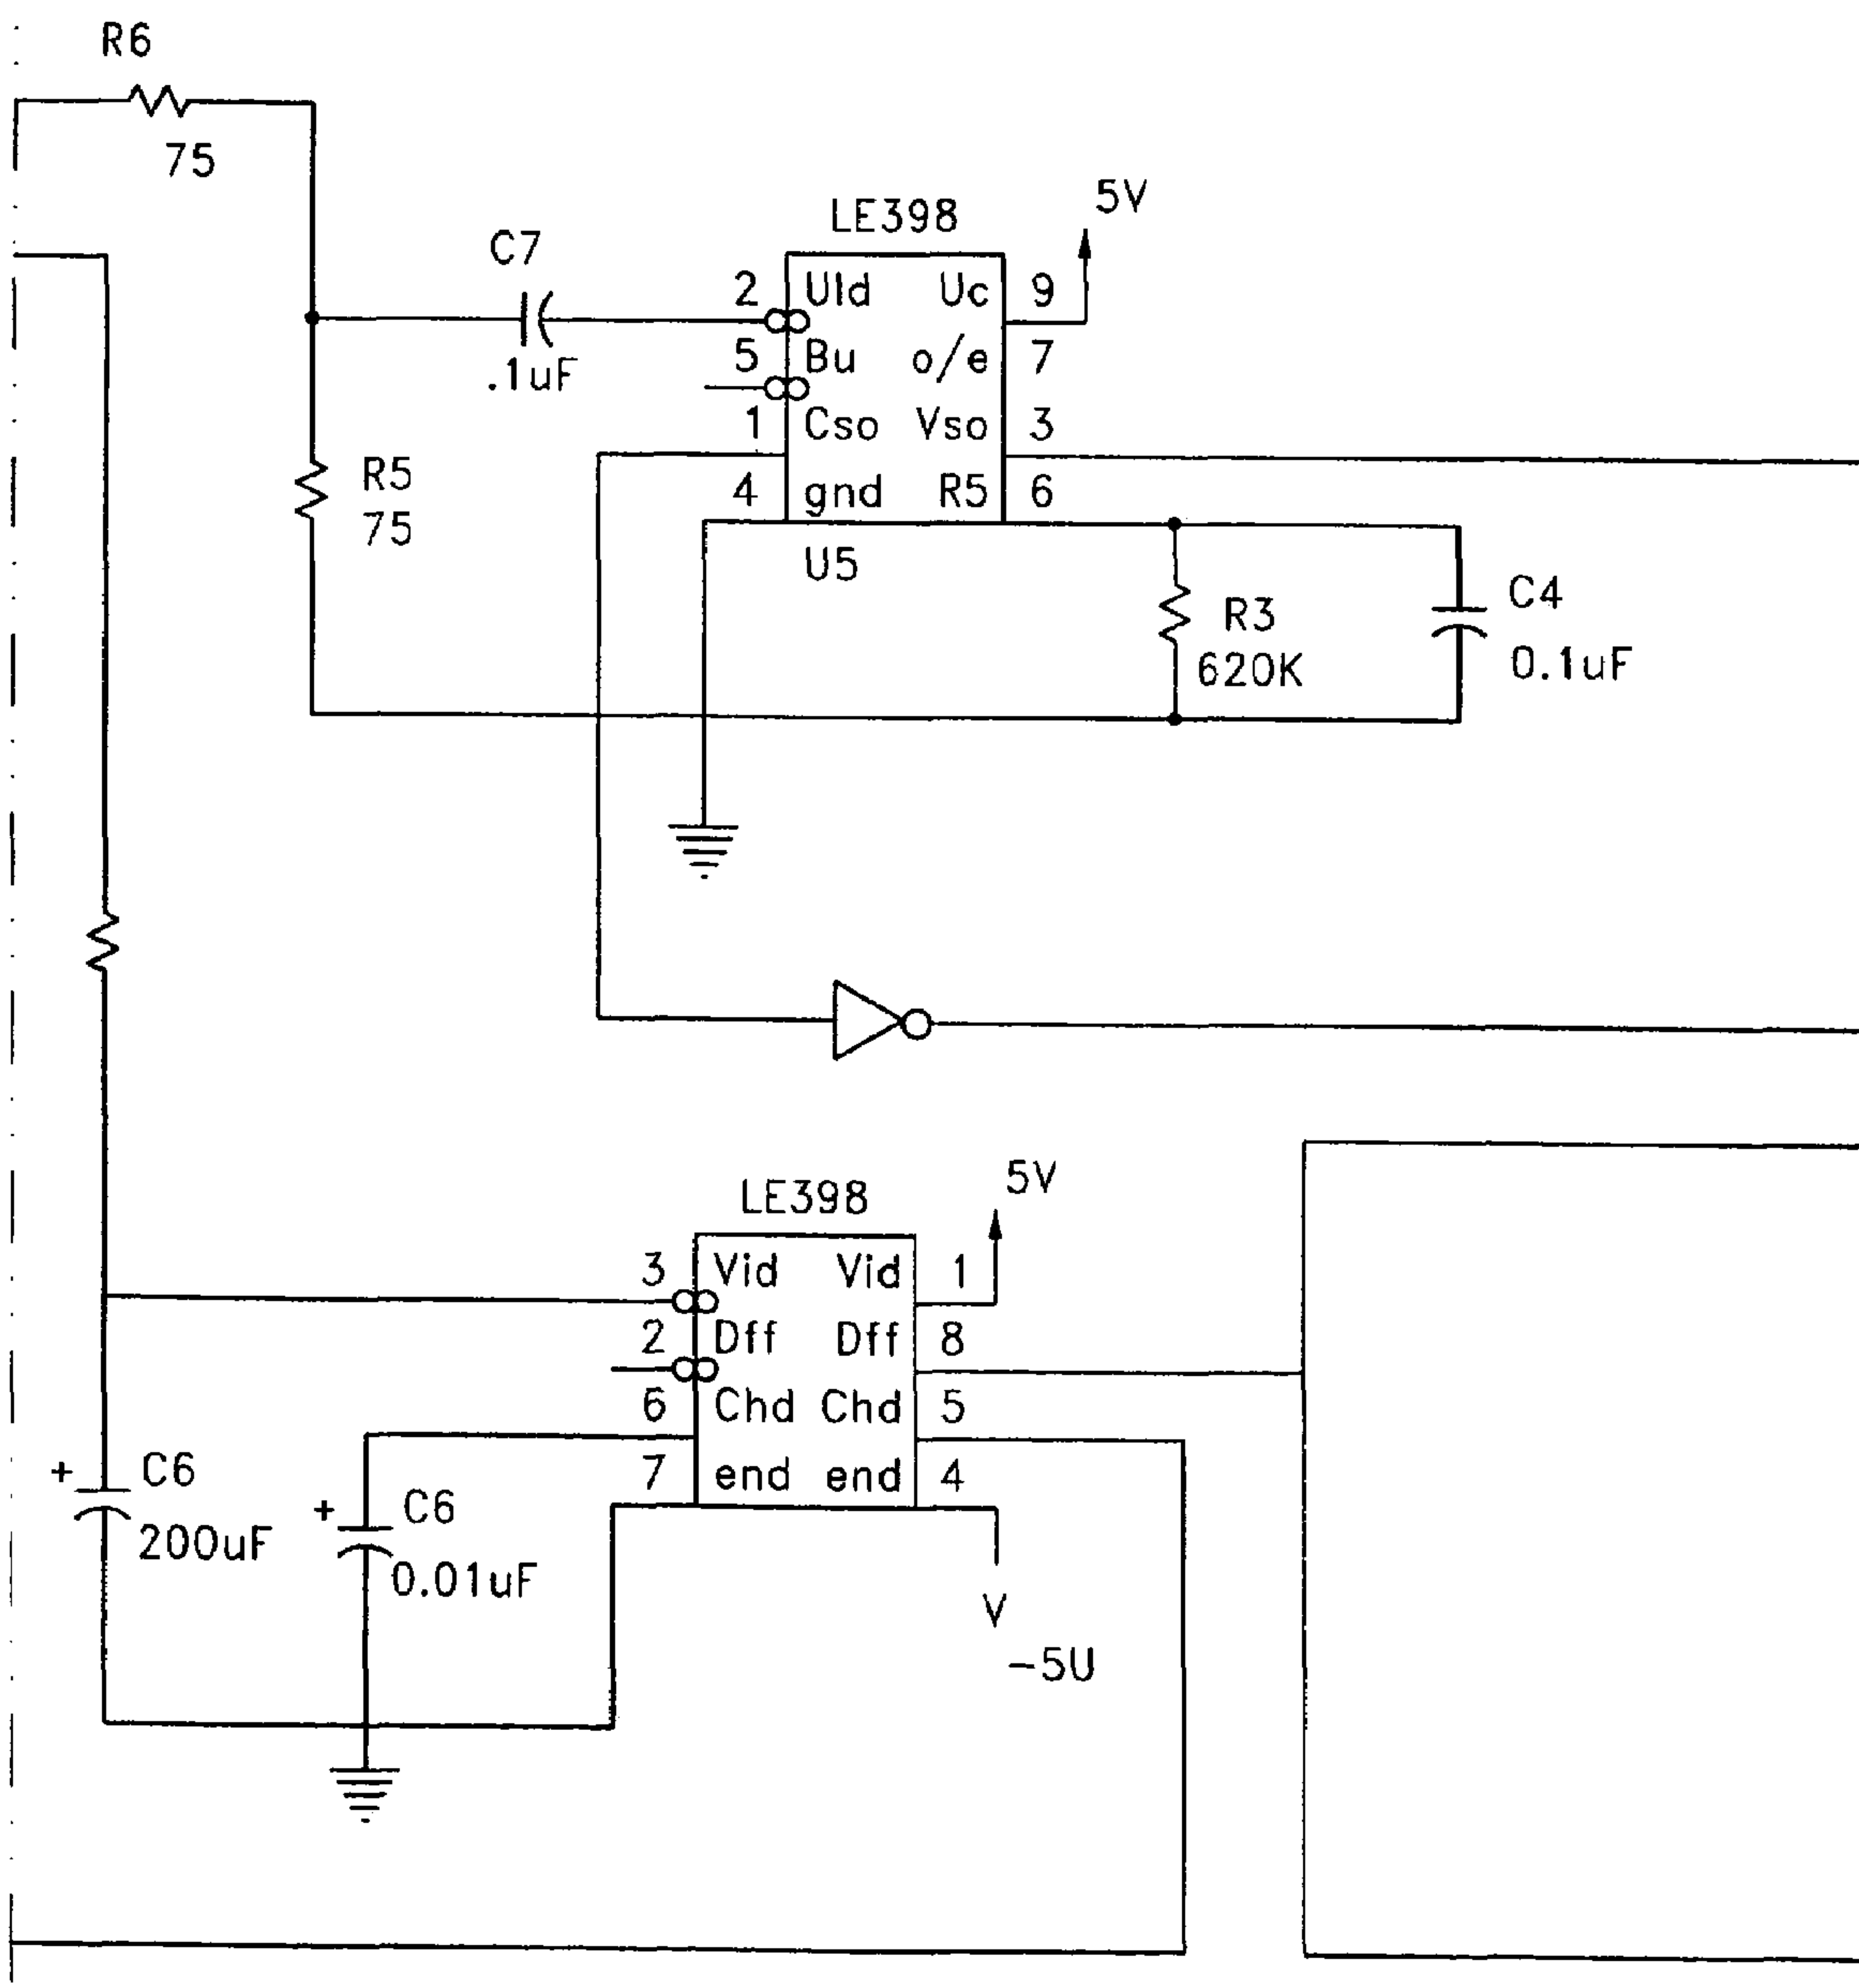 R6
75
5V
LE398
C7
.1uF
2 Uld Uc 9
5 Bu o/e 7
1 Cso Vso 3
4 gnd R5 6
U5
R5
75
R3
620K
C4
0.1uF
5V
LE398
3 Vid Vid 1
2 Dff Dff 8
6 Chd Chd 5
7 end end 4
+ C6
200uF
+ C6
0.01uF
V
-5U